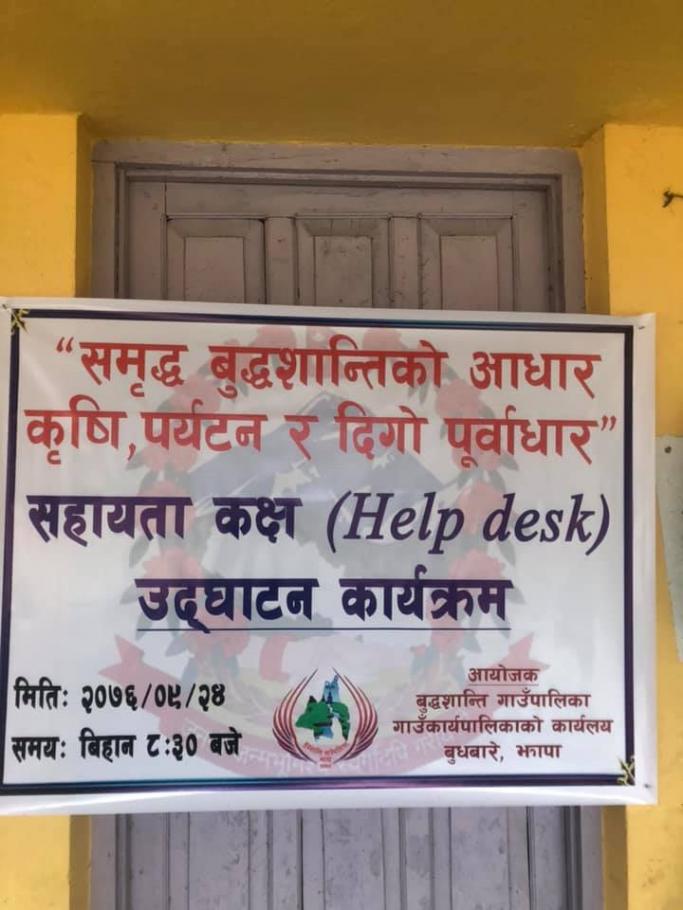 “समृद्ध बुद्धशान्तिको आधार
कृषि, पर्यटन र दिगो पूर्वाधार”
सहायता कक्ष (Help desk)
उद्घाटन कार्यक्रम
मितिः २०७६/०९/२४
समयः बिहान ८:३० बजे
आयोजक
बुद्धशान्ति गाउँपालिका
गाउँकार्यपालिकाको कार्यलय
बुधबारे, झापा